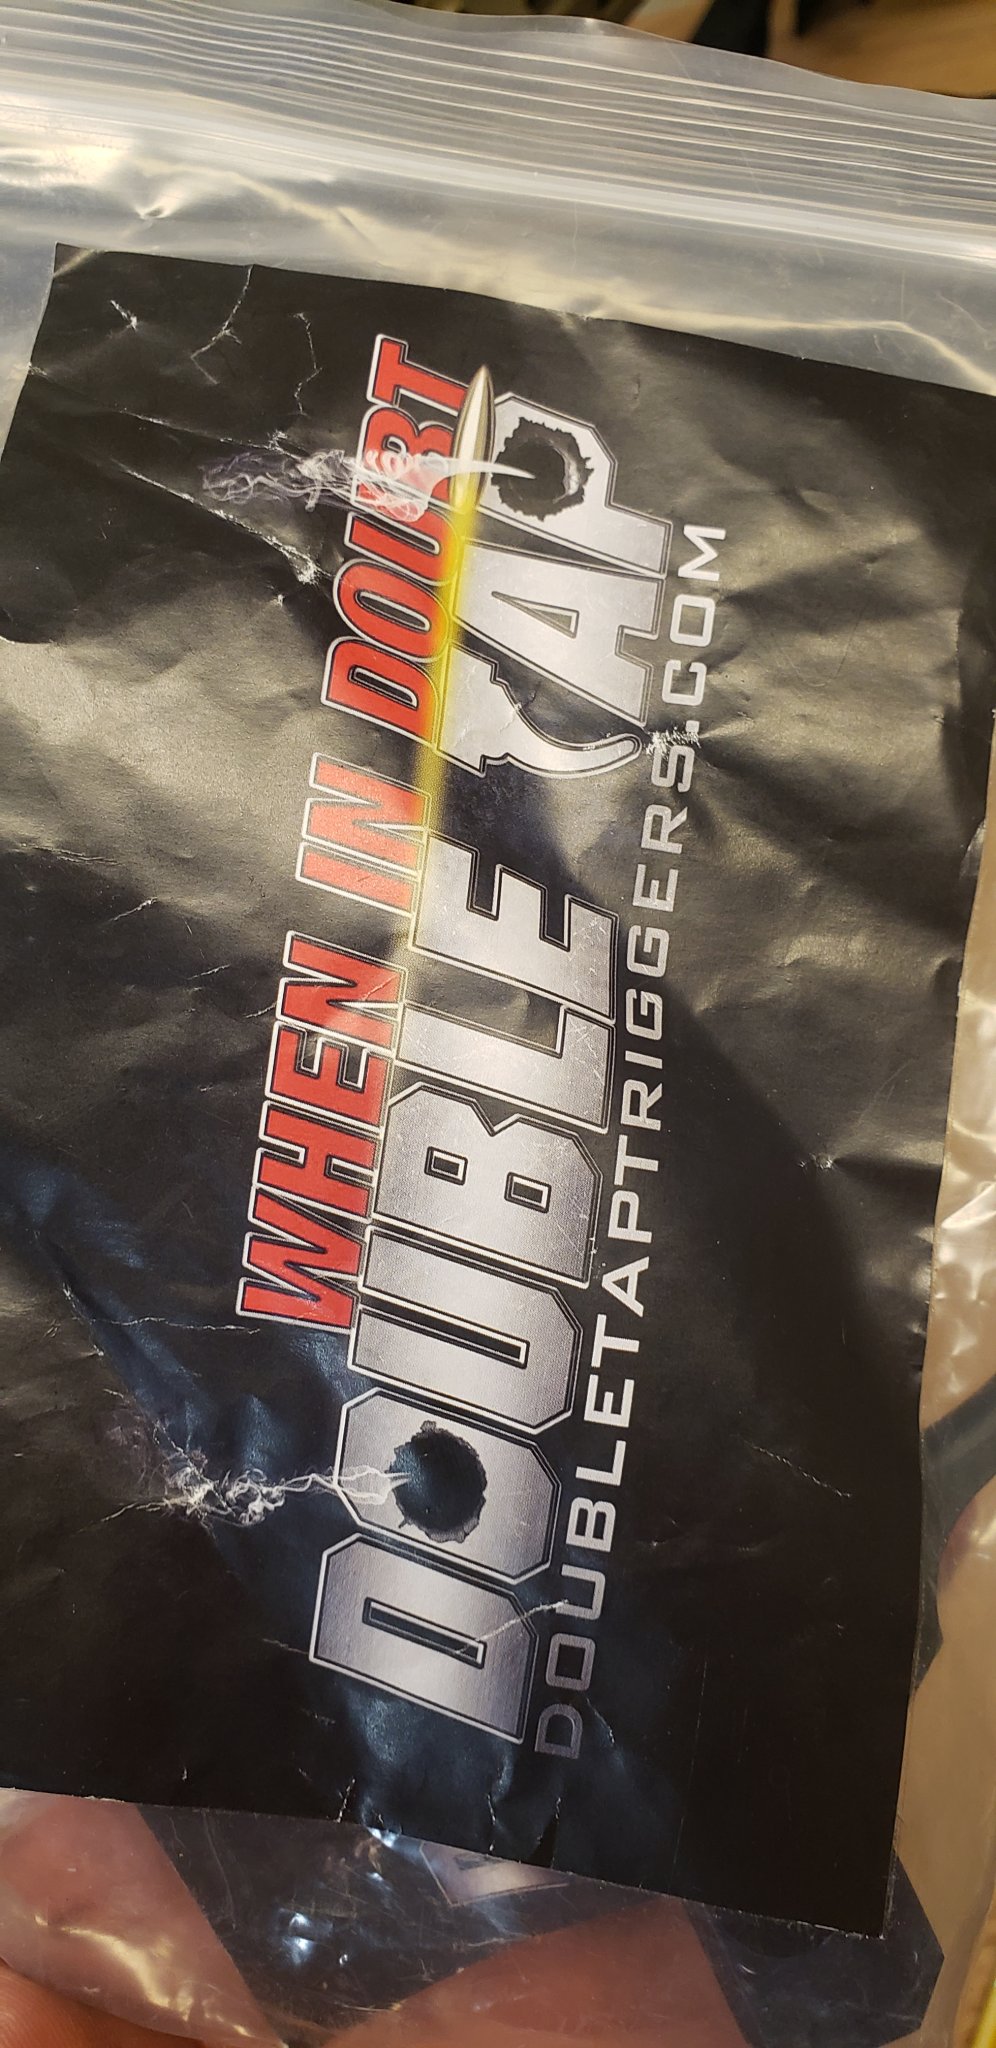 WHEN IN DOUBT
DOUBLE TAP
DOUBLETAPTRIGGERS.COM